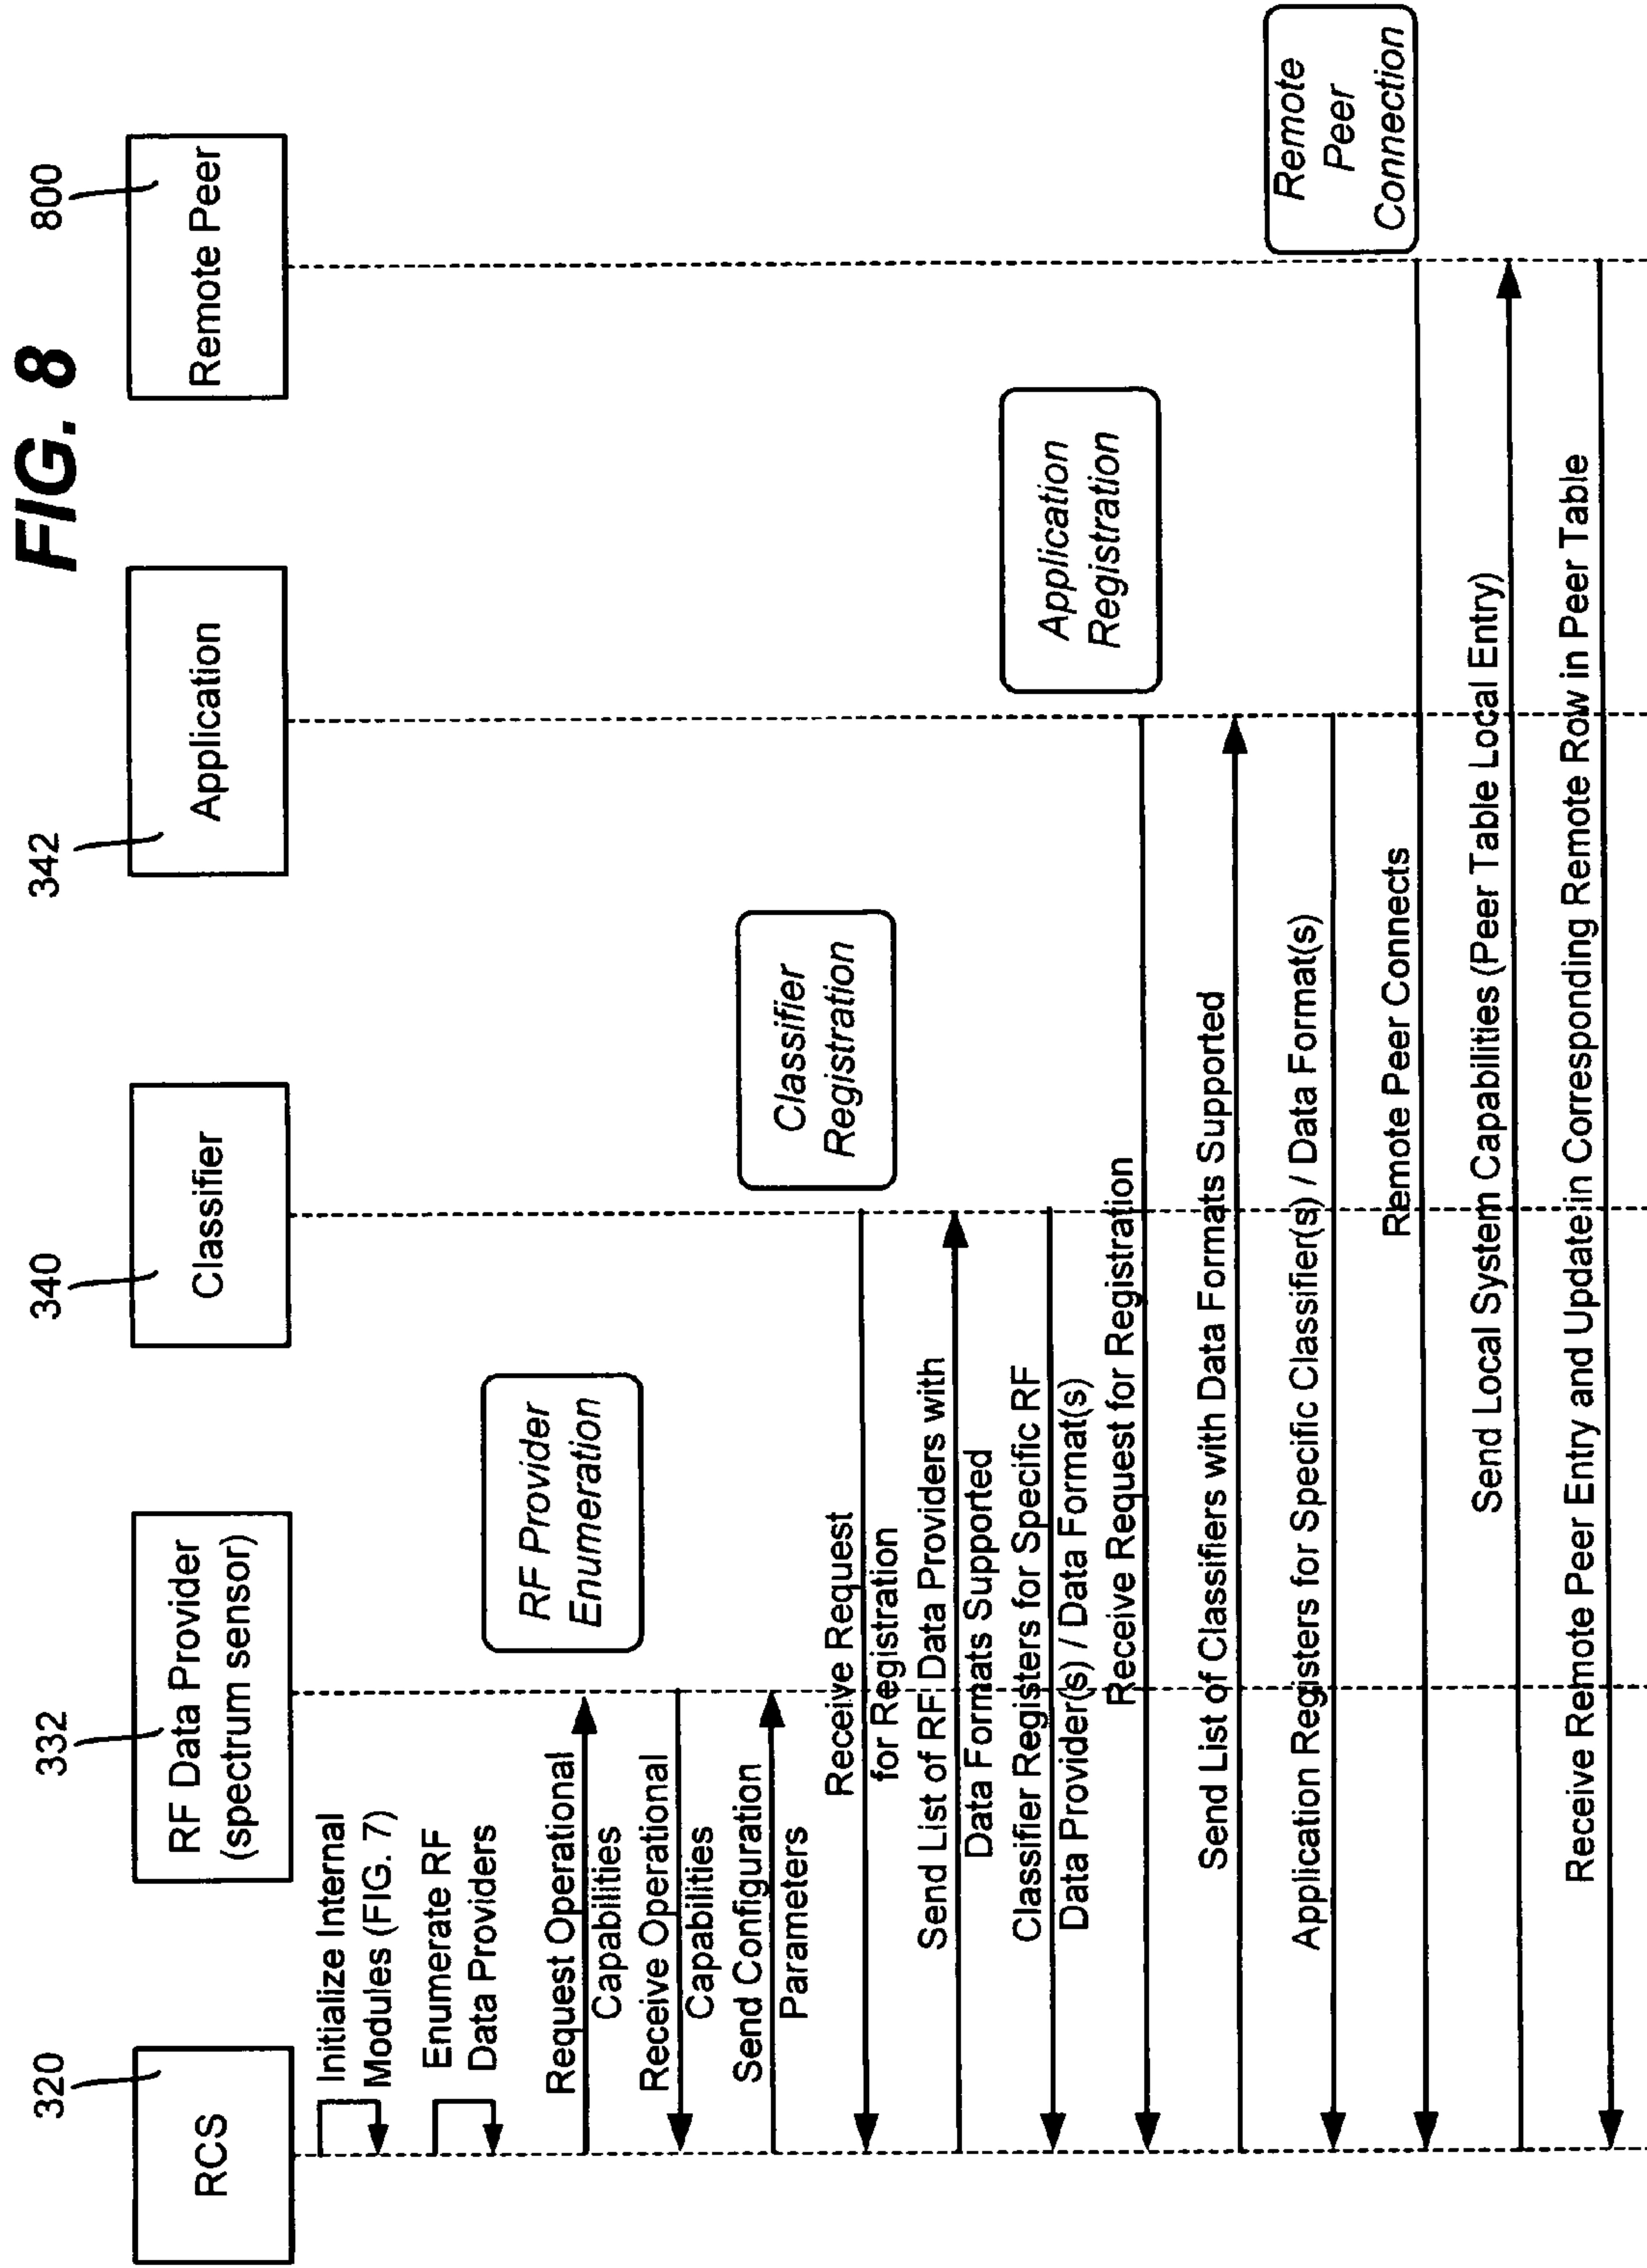 FIG. 8
320
332
340
342
800
RCS
RF Data Provider
(spectrum sensor)
Classifier
Application
Remote Peer
Initialize Internal
Modules (FIG. 7)
Enumerate RF
Data Providers
RF Provider
Enumeration
Request Operational
Capabilities
Receive Operational
Capabilities
Send Configuration
Parameters
Classifier
Registration
Receive Request
for Registration
Send List of RF Data Providers with
Data Formats Supported
Classifier Registers for Specific RF
Data Provider(s) / Data Format(s)
Application
Registration
Receive Request for Registration
Send List of Classifiers with Data Formats Supported
Application Registers for Specific Classifier(s) / Data Format(s)
Remote
Peer
Connection
Remote Peer Connects
Send Local System Capabilities (Peer Table Local Entry)
Receive Remote Peer Entry and Update in Corresponding Remote Row in Peer Table